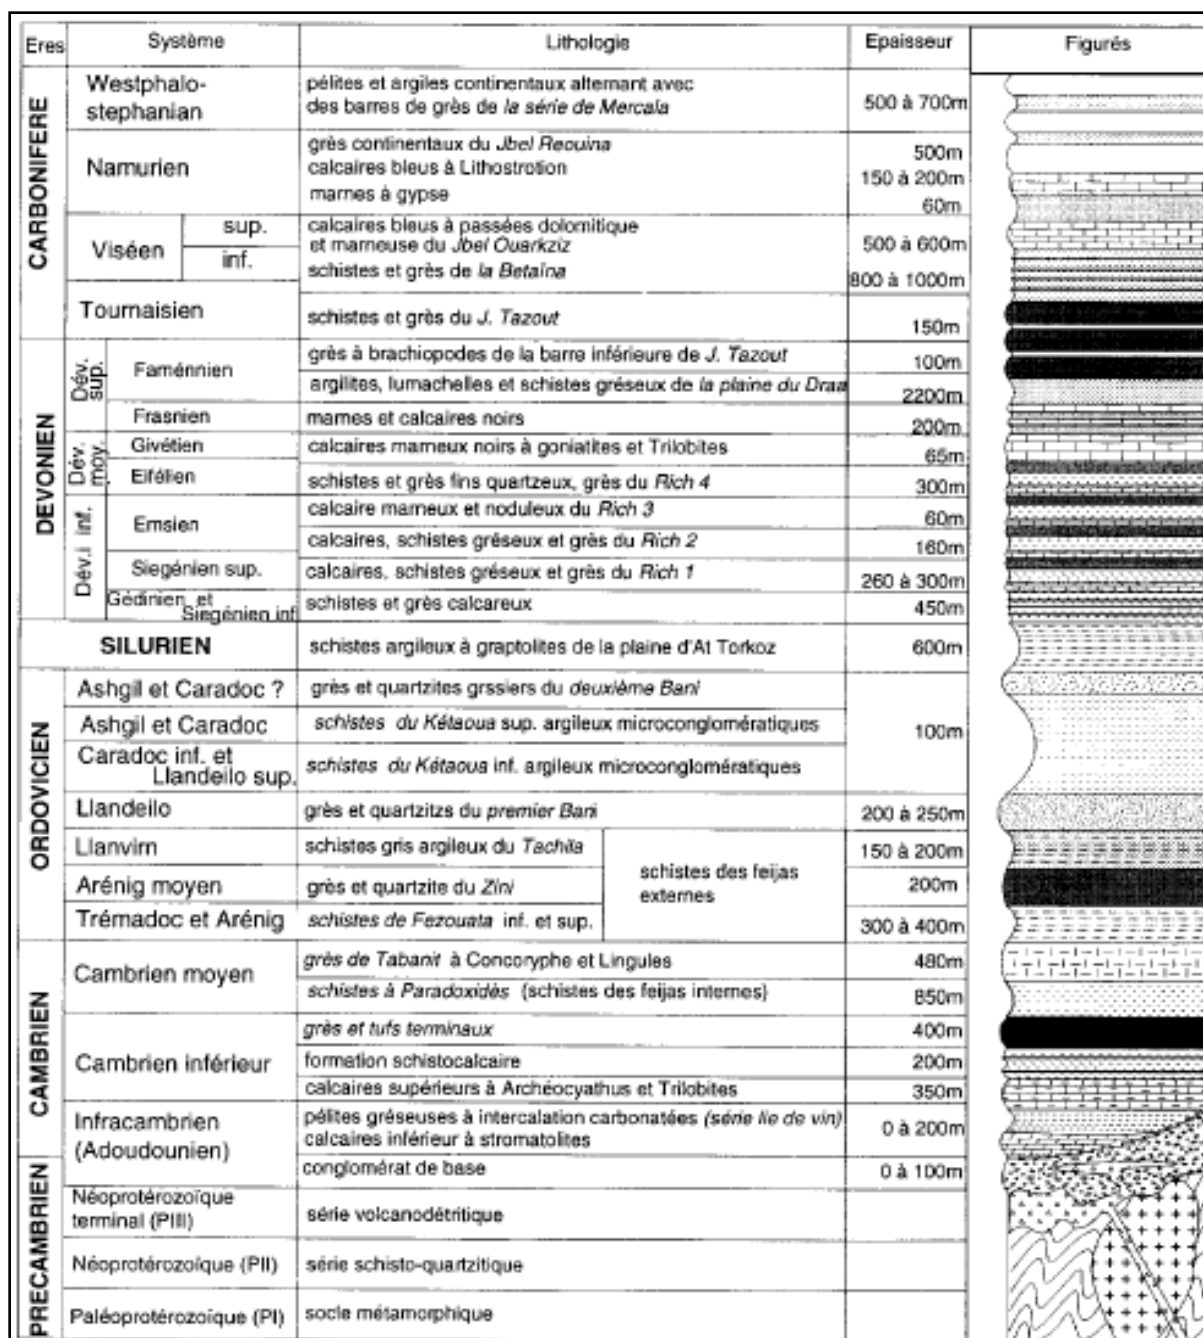 Eres Système Lithologie Epaisseur Figurés
CARBONIFERE
Westphalo-
stephanian
pélites et argiles continentaux alternant avec
des barres de grès de la série de Mercala
500 à 700m
Namurien
grès continentaux du Jbel Reouina
500m
calcaires bleus à Lithostrotion
150 à 200m
marnes à gypse
60m
Viséen
sup.
inf.
calcaires bleus à passées dolomitique
et marneuse du Jbel Ouarkziz
500 à 600m
schistes et grès de la Betaïna
800 à 1000m
Tournaisien
schistes et grès du J. Tazout
150m
DEVONIEN
Dév.
sup.
Faménnien
grès à brachiopodes de la barre inférieure de J. Tazout
100m
argilites, lumachelles et schistes gréseux de la plaine du Draa
2200m
Frasnien
marnes et calcaires noirs
200m
Dév.
moy.
Givétien
calcaires marneux noirs à goniatites et Trilobites
65m
Eifélien
schistes et grès fins quartzeux, grès du Rich 4
300m
Dév.i inf.
Emsien
calcaire marneux et noduleux du Rich 3
60m
calcaires, schistes gréseux et grès du Rich 2
160m
Siegénien sup.
calcaires, schistes gréseux et grès du Rich 1
260 à 300m
Gédinien et
Siegénien inf
schistes et grès calcareux
450m
SILURIEN
schistes argileux à graptolites de la plaine d'At Torkoz
600m
ORDOVICIEN
Ashgil et Caradoc ?
grès et quartzites grssiers du deuxième Bani
Ashgil et Caradoc
schistes du Kétaoua sup. argileux microconglomératiques
100m
Caradoc inf. et
Llandeilo sup.
schistes du Kétaoua inf. argileux microconglomératiques
Llandeilo
grès et quartzitzs du premier Bani
200 à 250m
Llanvirn
schistes gris argileux du Tachila
150 à 200m
schistes des feijas
externes
Arénig moyen
grès et quartzite du Zini
200m
Trémadoc et Arénig
schistes de Fezouata inf. et sup.
300 à 400m
CAMBRIEN
Cambrien moyen
grès de Tabanit à Concoryphe et Lingules
480m
schistes à Paradoxidès (schistes des feijas internes)
850m
Cambrien inférieur
grès et tufs terminaux
400m
formation schistocalcaire
200m
calcaires supérieurs à Archéocyathus et Trilobites
350m
Infracambrien
(Adoudounien)
pélites gréseuses à intercalation carbonatées (série lie de vin)
calcaires inférieur à stromatolites
0 à 200m
PRECAMBRIEN
conglomérat de base
0 à 100m
Néoprotérozoïque
terminal (PIII)
série volcanodétritique
Néoprotérozoïque (PII)
série schisto-quartzitique
Paléoprotérozoïque (PI)
socle métamorphique